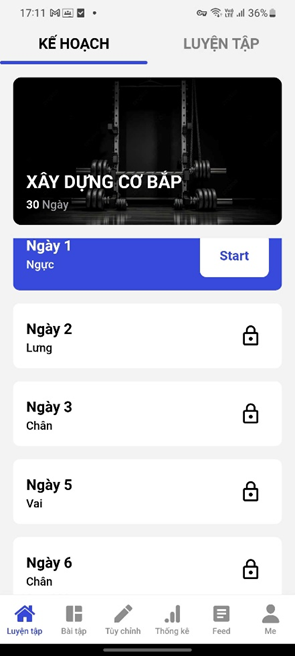 17:11
36%
KẾ HOẠCH
LUYỆN TẬP
XÂY DỰNG CƠ BẮP
30 Ngày
Ngày 1
Ngực
Start
Ngày 2
Lưng
Ngày 3
Chân
Ngày 5
Vai
Ngày 6
Chân
Luyện tập
Bài tập
Tùy chỉnh
Thống kê
Feed
Me